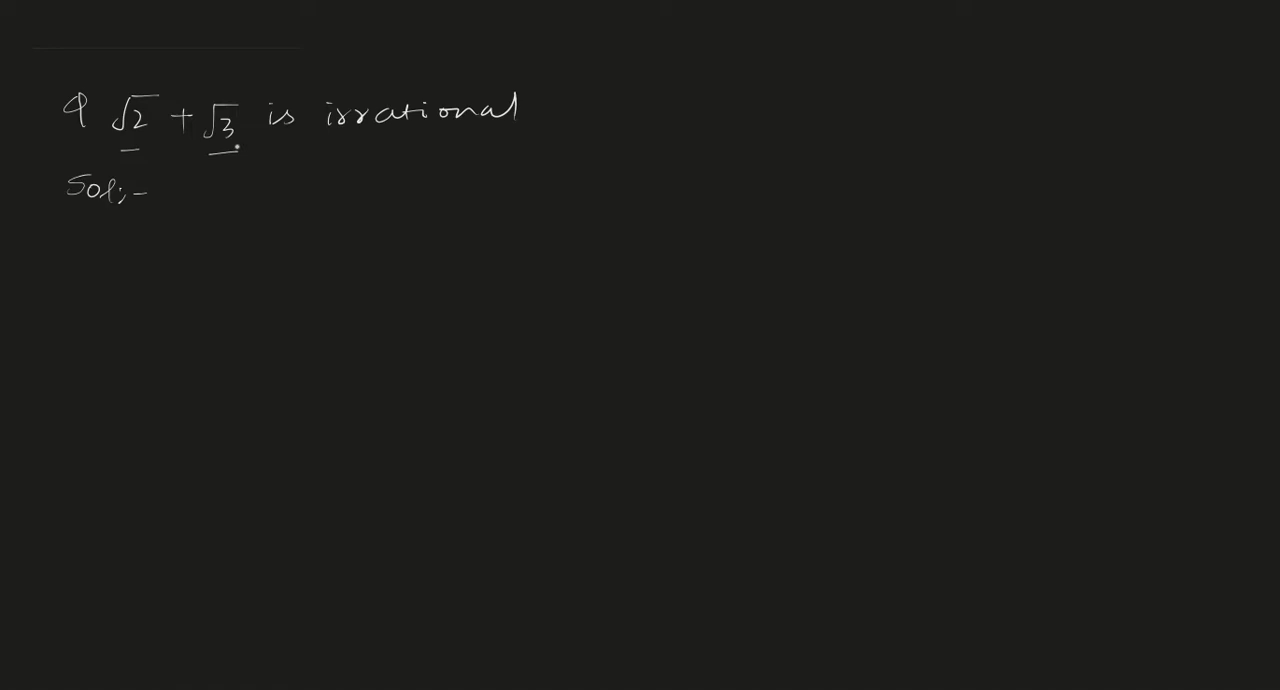 Q √2 + √3 is irrational
Sol:-